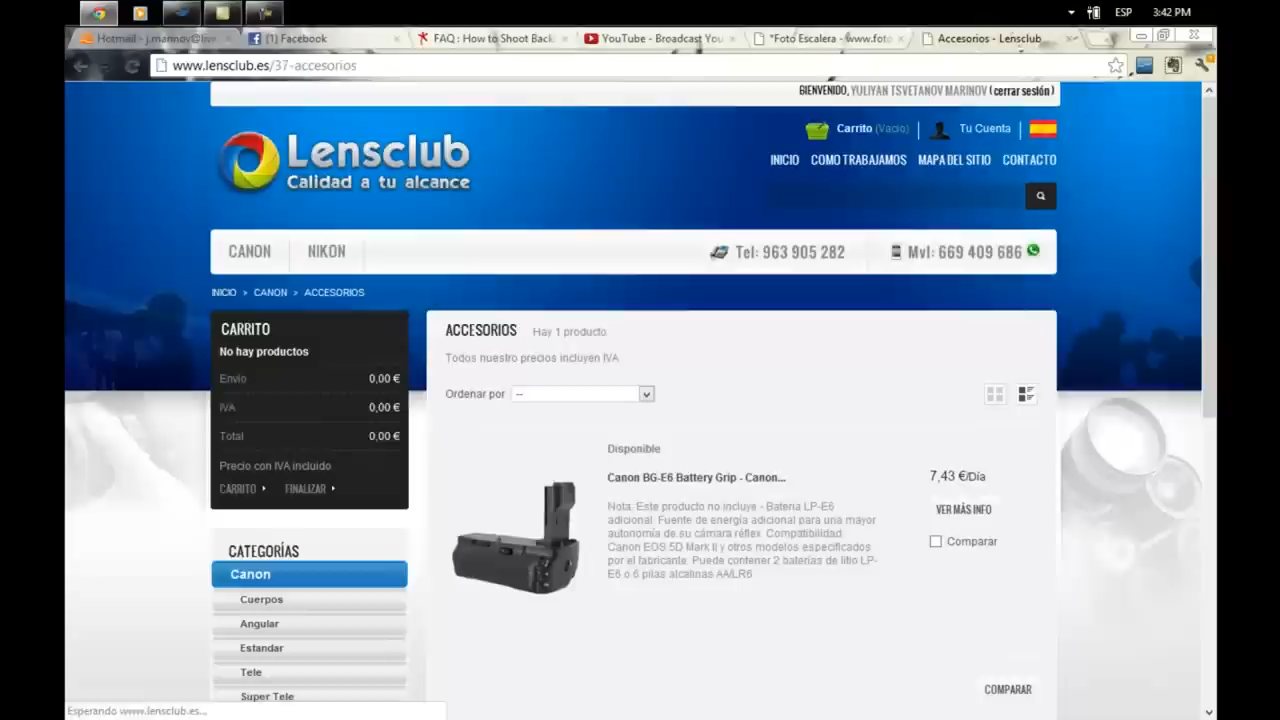 ESP
3:42 PM
Hotmail - j.marinov@live
[1] Facebook
FAQ : How to Shoot Back
YouTube - Broadcast You
*Foto Escalera - www.fot
Accesorios - Lensclub
www.lensclub.es/37-accesorios
BIENVENIDO, YULIYAN TSVETANOV MARINOV ( cerrar sesión )
Carrito (Vacío)
Tu Cuenta
Lensclub
Calidad a tu alcance
INICIO
COMO TRABAJAMOS
MAPA DEL SITIO
CONTACTO
CANON
NIKON
Tel: 963 905 282
Mvl: 669 409 686
INICIO > CANON > ACCESORIOS
CARRITO
No hay productos
Envío 0,00 €
IVA 0,00 €
Total 0,00 €
Precio con IVA incluido
CARRITO
FINALIZAR
CATEGORÍAS
Canon
Cuerpos
Angular
Estandar
Tele
Super Tele
ACCESORIOS
Hay 1 producto
Todos nuestro precios incluyen IVA
Ordenar por --
Disponible
Canon BG-E6 Battery Grip - Canon...
Nota: Este producto no incluye - Bateria LP-E6
adicional. Fuente de energía adicional para una mayor
autonomía de su cámara réflex. Compatibilidad:
Canon EOS 5D Mark II y otros modelos especificados
por el fabricante. Puede contener 2 baterías de litio LP-
E6 o 6 pilas alcalinas AA/LR6
7,43 €/Día
VER MÁS INFO
Comparar
COMPARAR
Esperando www.lensclub.es...